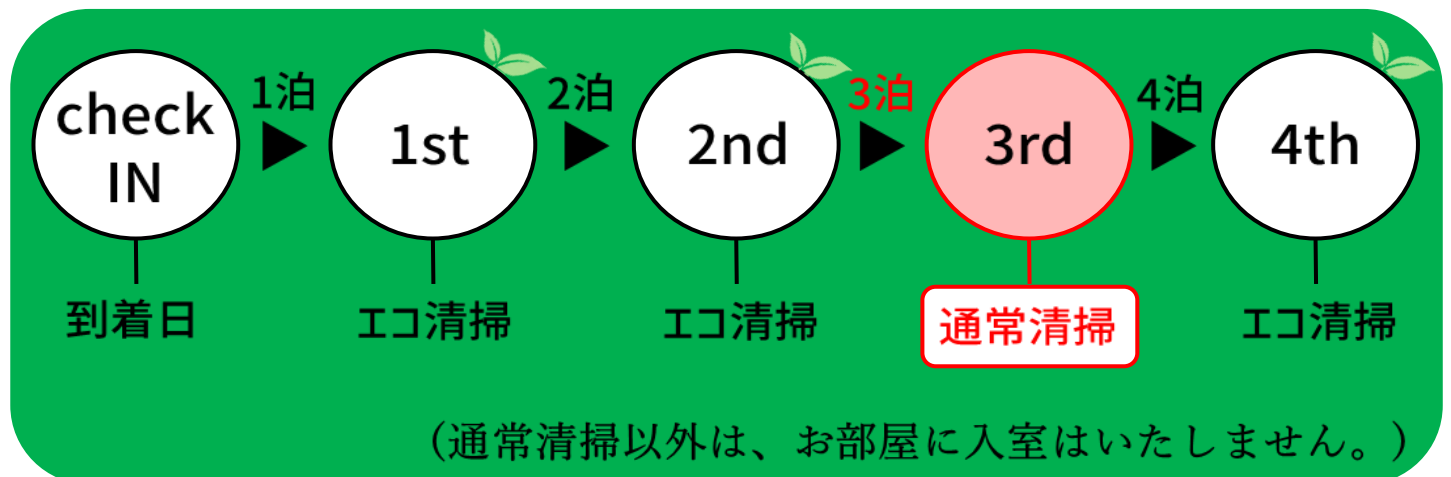 check
IN
1泊
1st
2泊
2nd
3泊
3rd
4泊
4th
到着日
エコ清掃
エコ清掃
通常清掃
エコ清掃
（通常清掃以外は、お部屋に入室はいたしません。）